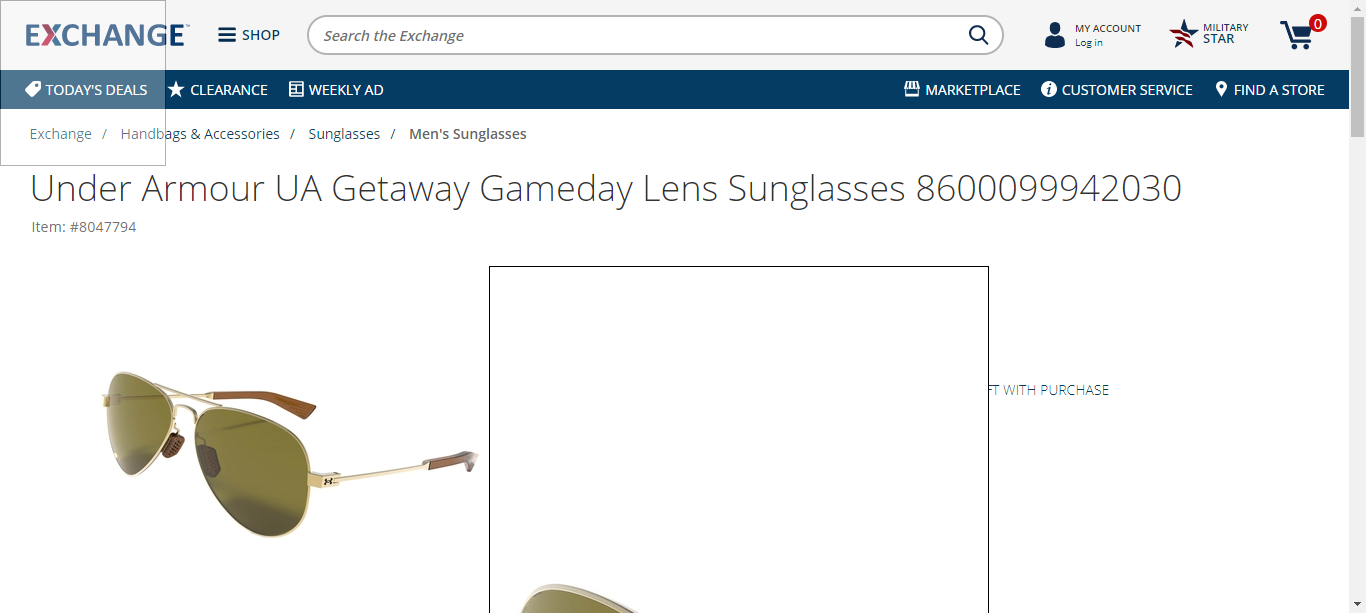 EXCHANGE
SHOP
Search the Exchange
MY ACCOUNT
Log in
MILITARY
STAR
0
TODAY'S DEALS
CLEARANCE
WEEKLY AD
MARKETPLACE
CUSTOMER SERVICE
FIND A STORE
Exchange / Handbags & Accessories / Sunglasses / Men's Sunglasses
Under Armour UA Getaway Gameday Lens Sunglasses 8600099942030
Item: #8047794
WITH PURCHASE